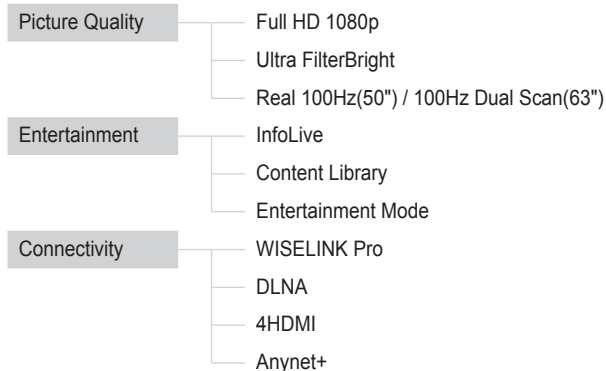 Picture Quality Full HD 1080p
Ultra FilterBright
Real 100Hz(50") / 100Hz Dual Scan(63")
Entertainment InfoLive
Content Library
Entertainment Mode
Connectivity WISELINK Pro
DLNA
4HDMI
Anynet+